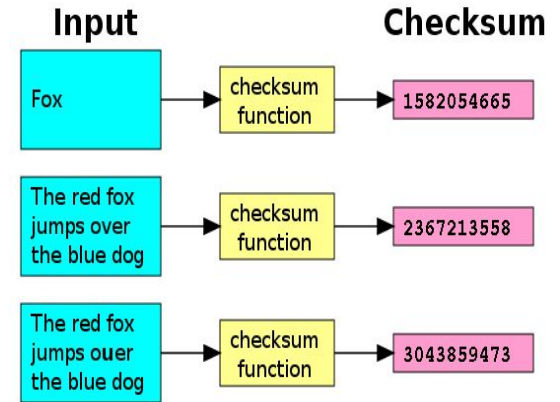 Input
Checksum
Fox
checksum
function
1582054665
The red fox
jumps over
the blue dog
checksum
function
2367213558
The red fox
jumps ouer
the blue dog
checksum
function
3043859473